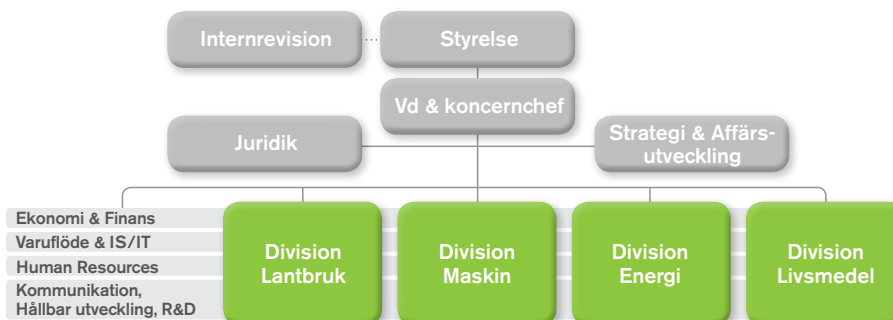 Internrevision
Styrelse
Vd & koncernchef
Juridik
Strategi & Affärs-
utveckling
Ekonomi & Finans
Varuflöde & IS/IT
Human Resources
Kommunikation,
Hållbar utveckling, R&D
Division
Lantbruk
Division
Maskin
Division
Energi
Division
Livsmedel